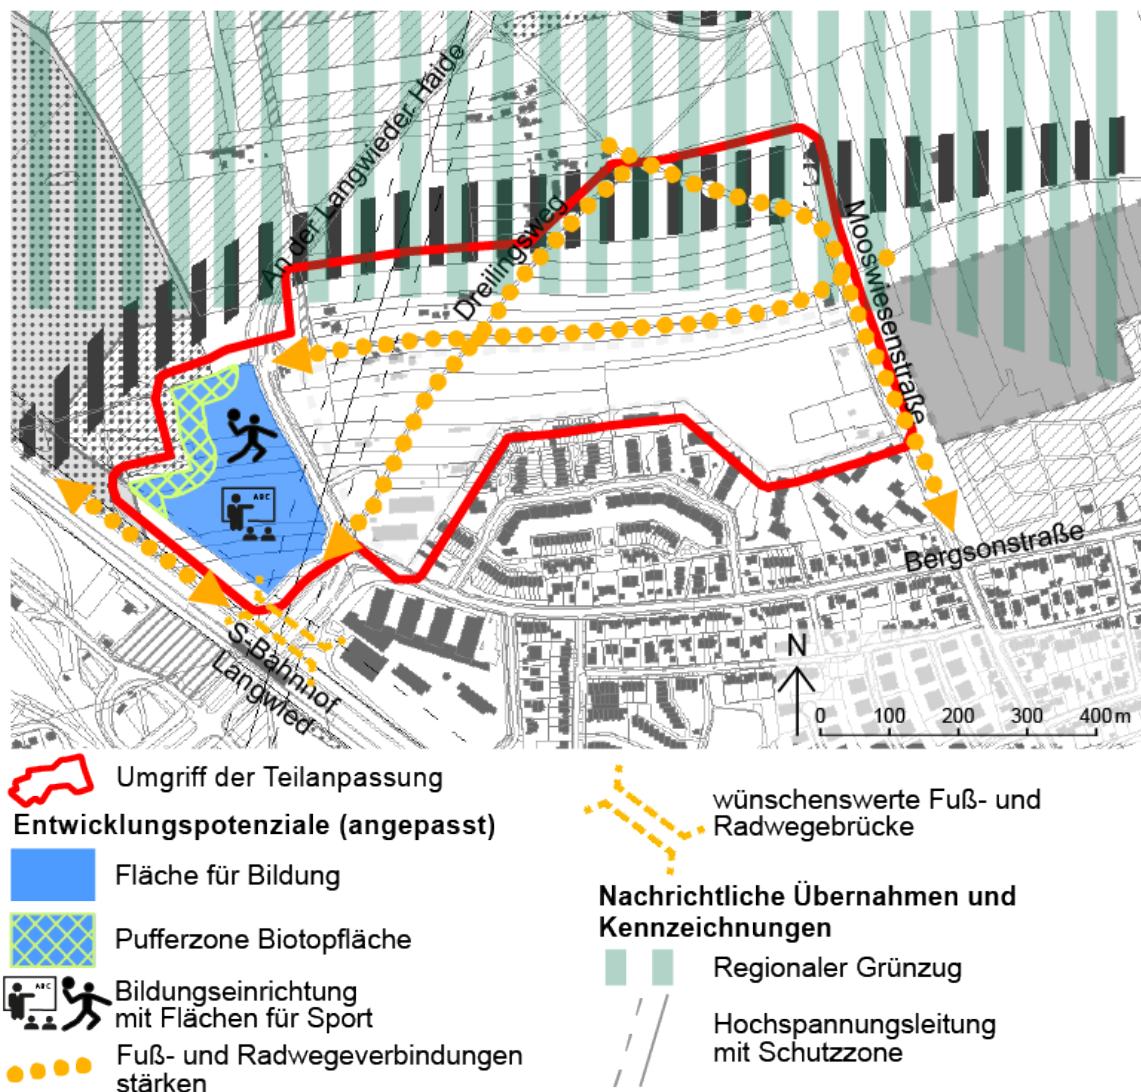 An der Langwieder Haide
Dreilingsweg
Mooswiesenstraße
ABC
Bergsonstraße
S-Bahnhof
Langwied
N
0 100 200 300 400 m
Umgriff der Teilanpassung
Entwicklungspotenziale (angepasst)
Fläche für Bildung
Pufferzone Biotopfläche
ABC
Bildungseinrichtung
mit Flächen für Sport
Fuß- und Radwegeverbindungen
stärken
wünschenswerte Fuß- und
Radwegebrücke
Nachrichtliche Übernahmen und
Kennzeichnungen
Regionaler Grünzug
Hochspannungsleitung
mit Schutzzone